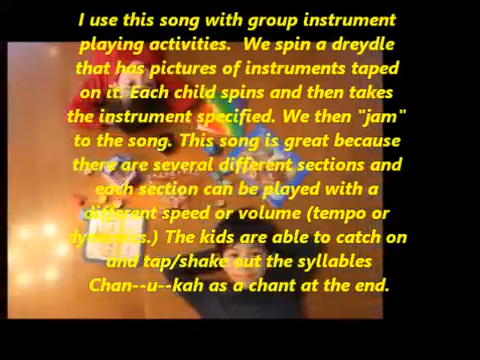 I use this song with group instrument
playing activities.  We spin a dreydle
that has pictures of instruments taped
on it. Each child spins and then takes
the instrument specified. We then "jam"
to the song. This song is great because
there are several different sections and
each section can be played with a
different speed or volume (tempo or
dynamics.) The kids are able to catch on
and tap/shake out the syllables
Chan--u--kah as a chant at the end.